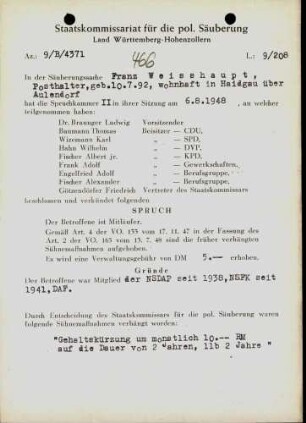 Staatskommissariat für die pol. Säuberung
Land Württemberg-Hohenzollern
Az.: 9/B/4371
466
L.: 9/208
In der Säuberungssache Franz Weisshaupt,
Posthalter, geb. 10.7.92, wohnhaft in Haidgau über
Aulendorf
hat die Spruchkammer II in ihrer Sitzung am 6.8.1948, an welcher
teilgenommen haben:
Dr. Braunger Ludwig Vorsitzender
Baumann Thomas Beisitzer — CDU,
Wizemann Karl „ — SPD,
Hahn Wilhelm „ — DVP,
Fischer Albert jr. „ — KPD,
Frank Adolf „ — Gewerkschaften,
Engelfried Adolf „ — Berufsgruppe,
Fischer Alexander „ — Berufsgruppe,
Gutzendörfer Friedrich Vertreter des Staatskommissars
beschlossen und verkündet folgenden
SPRUCH
Der Betroffene ist Mitläufer.
Gemäß Art. 4 der VO. 133 vom 17. 11. 47 in der Fassung des
Art. 2 der VO. 165 vom 13. 7. 48 sind die früher verhängten
Sühnemaßnahmen aufgehoben.
Es wird eine Verwaltungsgebühr von DM 5.— erhoben.
Gründe
Der Betroffene war Mitglied der NSDAP seit 1938, NSFK seit
1941, DAF.
Durch Entscheidung des Staatskommissars für die pol. Säuberung waren
folgende Sühnemaßnahmen verhängt worden:
"Gehaltskürzung um monatlich 10.-- RM
auf die Dauer von 2 Jahren, 11b 2 Jahre "